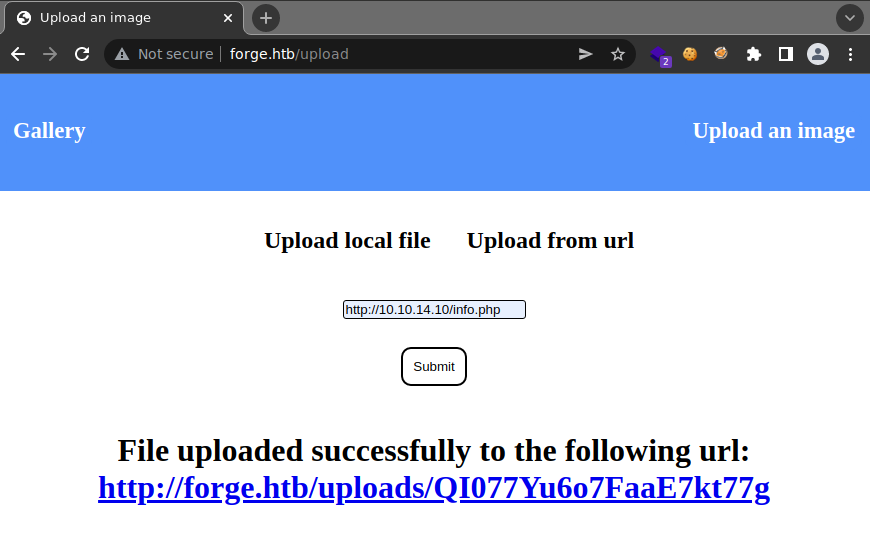 Upload an image
Not secure | forge.htb/upload
2
Gallery
Upload an image
Upload local file Upload from url
http://10.10.14.10/info.php
Submit
File uploaded successfully to the following url:
http://forge.htb/uploads/QI077Yu6o7FaaE7kt77g